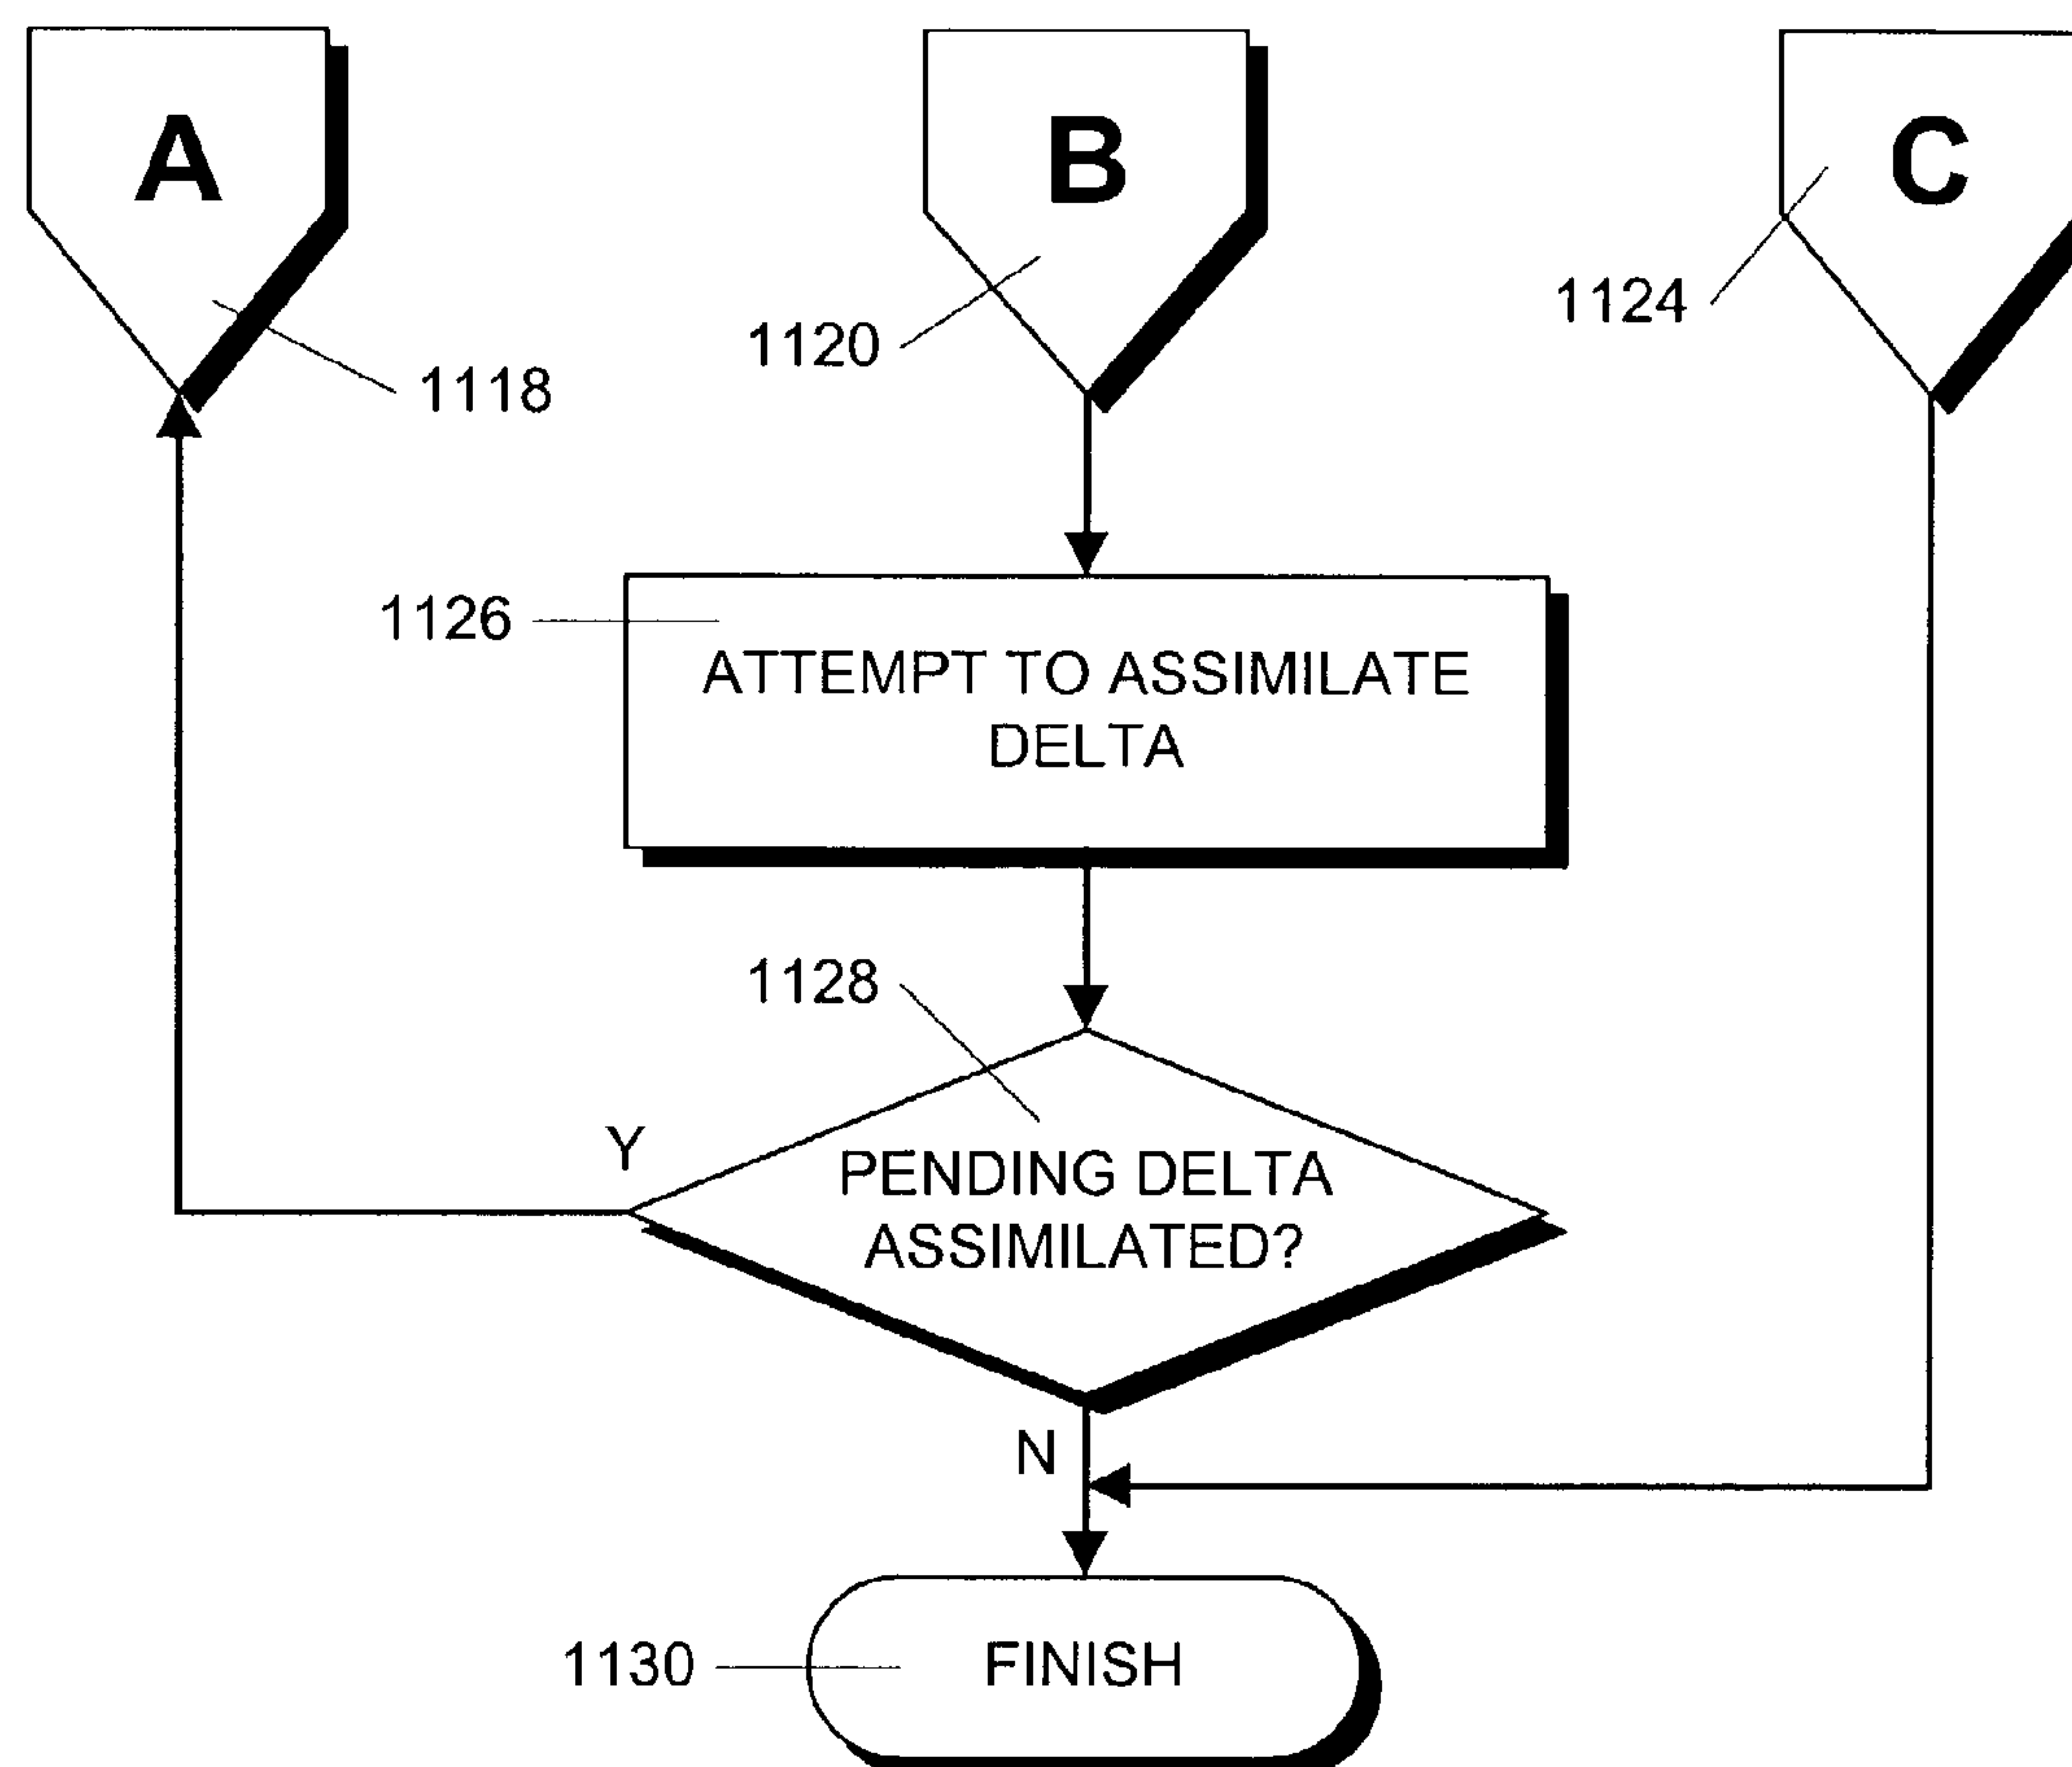 A
B
C
1118
1120
1124
1126
ATTEMPT TO ASSIMILATE
DELTA
1128
Y
PENDING DELTA
ASSIMILATED?
N
1130
FINISH